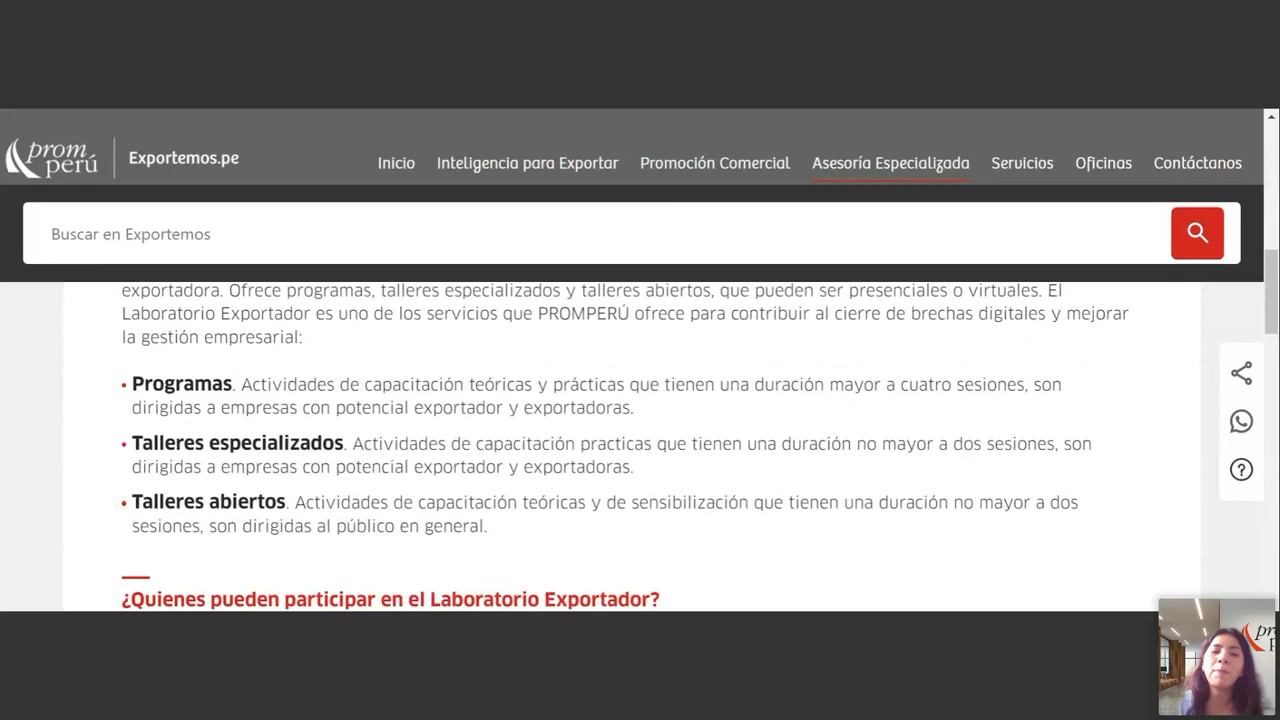 prom
perú
Exportemos.pe
Inicio
Inteligencia para Exportar
Promoción Comercial
Asesoría Especializada
Servicios
Oficinas
Contáctanos
Buscar en Exportemos
exportadora. Ofrece programas, talleres especializados y talleres abiertos, que pueden ser presenciales o virtuales. El
Laboratorio Exportador es uno de los servicios que PROMPERÚ ofrece para contribuir al cierre de brechas digitales y mejorar
la gestión empresarial:
• Programas. Actividades de capacitación teóricas y prácticas que tienen una duración mayor a cuatro sesiones, son
dirigidas a empresas con potencial exportador y exportadoras.
• Talleres especializados. Actividades de capacitación practicas que tienen una duración no mayor a dos sesiones, son
dirigidas a empresas con potencial exportador y exportadoras.
• Talleres abiertos. Actividades de capacitación teóricas y de sensibilización que tienen una duración no mayor a dos
sesiones, son dirigidas al público en general.
¿Quienes pueden participar en el Laboratorio Exportador?